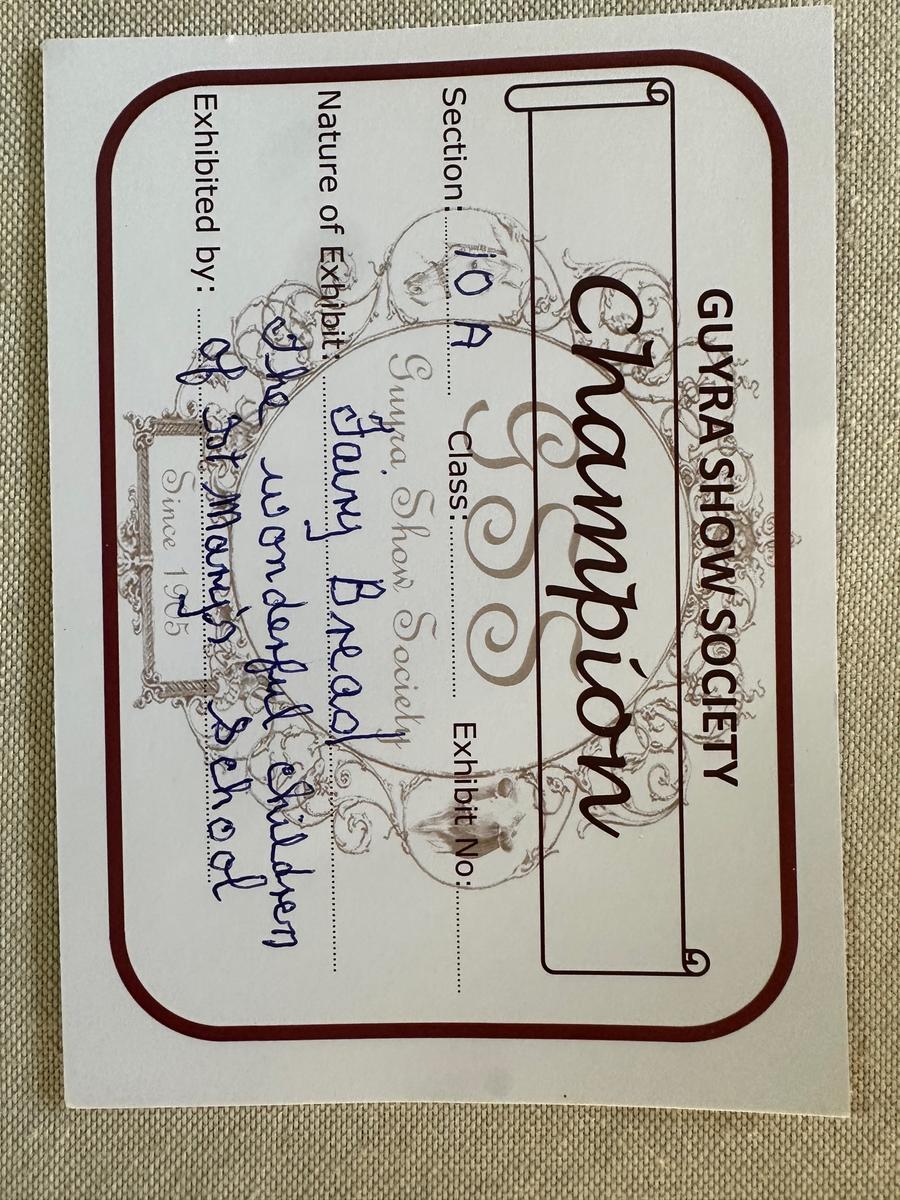 GUYRA SHOW SOCIETY
Champion
GSS
Section: 10 A Class: Exhibit No:
Guyra Show Society
Nature of Exhibit: Fairy Bread
The wonderful children
Exhibited by: of St Mary's School
Since 1905